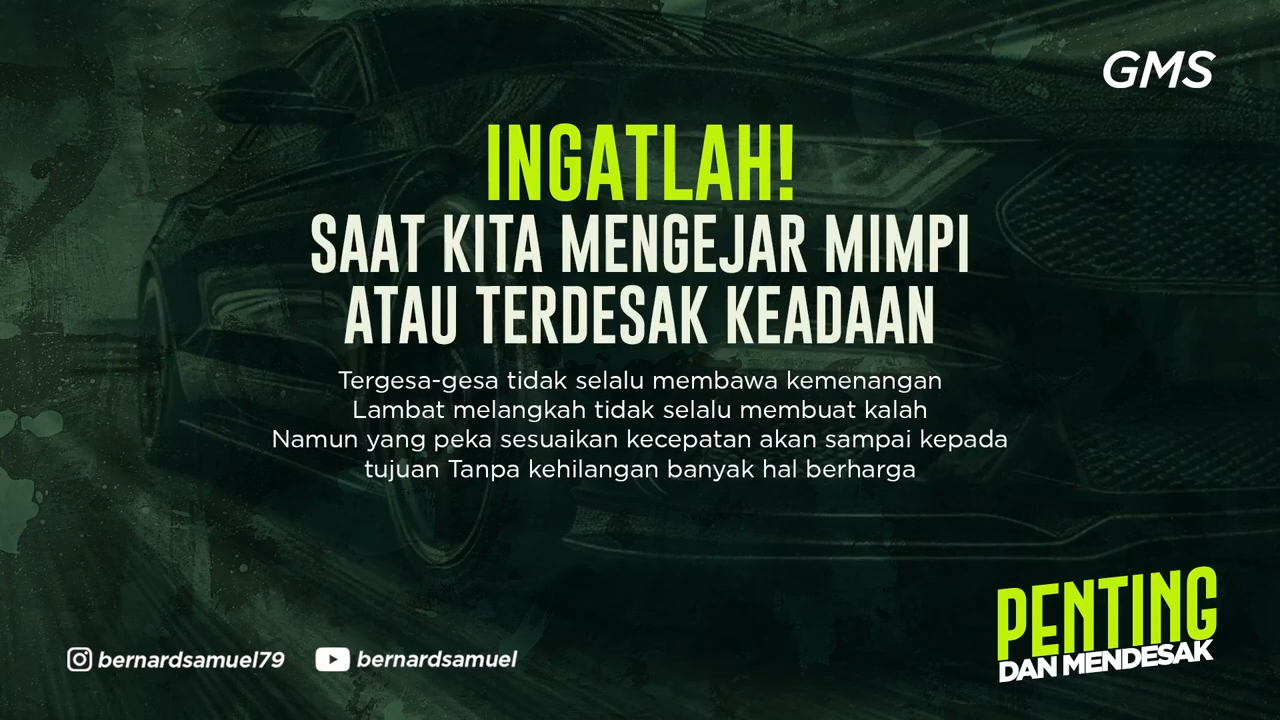 GMS
INGATLAH!
SAAT KITA MENGEJAR MIMPI
ATAU TERDESAK KEADAAN
Tergesa-gesa tidak selalu membawa kemenangan
Lambat melangkah tidak selalu membuat kalah
Namun yang peka sesuaikan kecepatan akan sampai kepada
tujuan Tanpa kehilangan banyak hal berharga
bernardsamuel79
bernardsamuel
PENTING
DAN MENDESAK